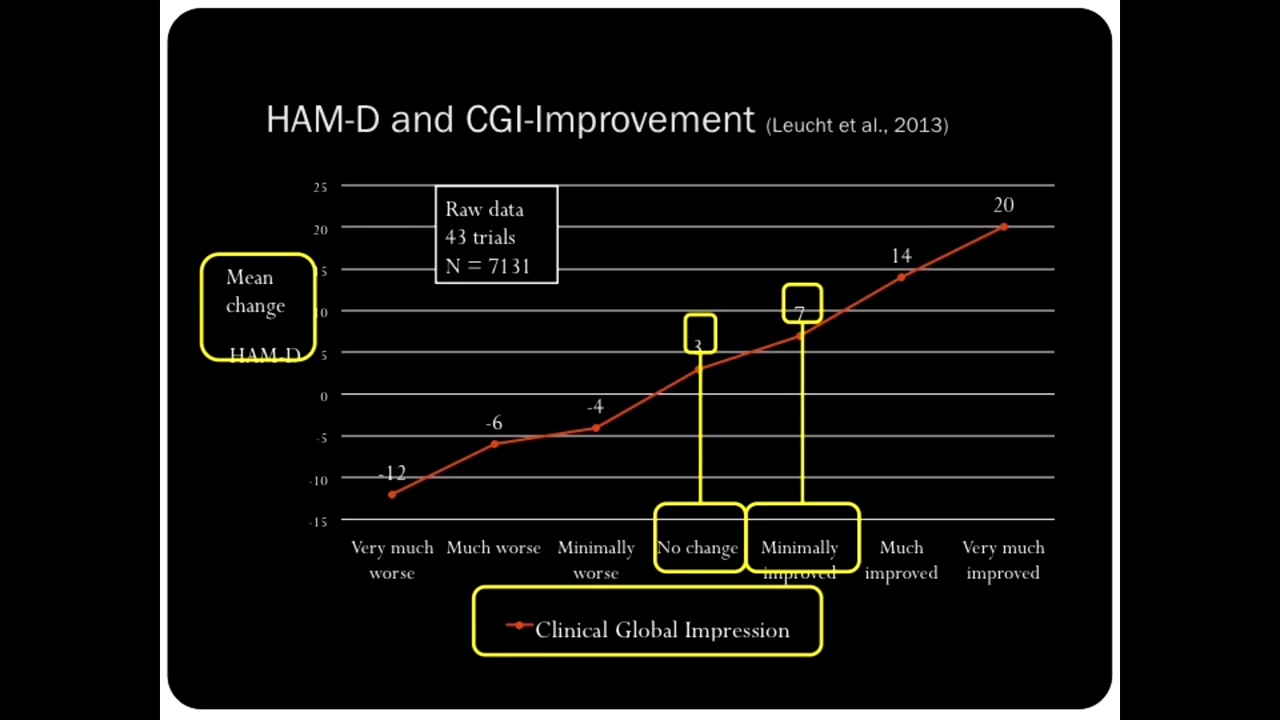 HAM-D and CGI-Improvement (Leucht et al., 2013)
25
20
5
0
5
0
-5
-10
-15
Raw data
43 trials
N = 7131
Mean
change
HAM-D
-12
-6
-4
3
7
14
20
Very much
worse
Much worse
Minimally
worse
No change
Minimally
improved
Much
improved
Very much
improved
Clinical Global Impression